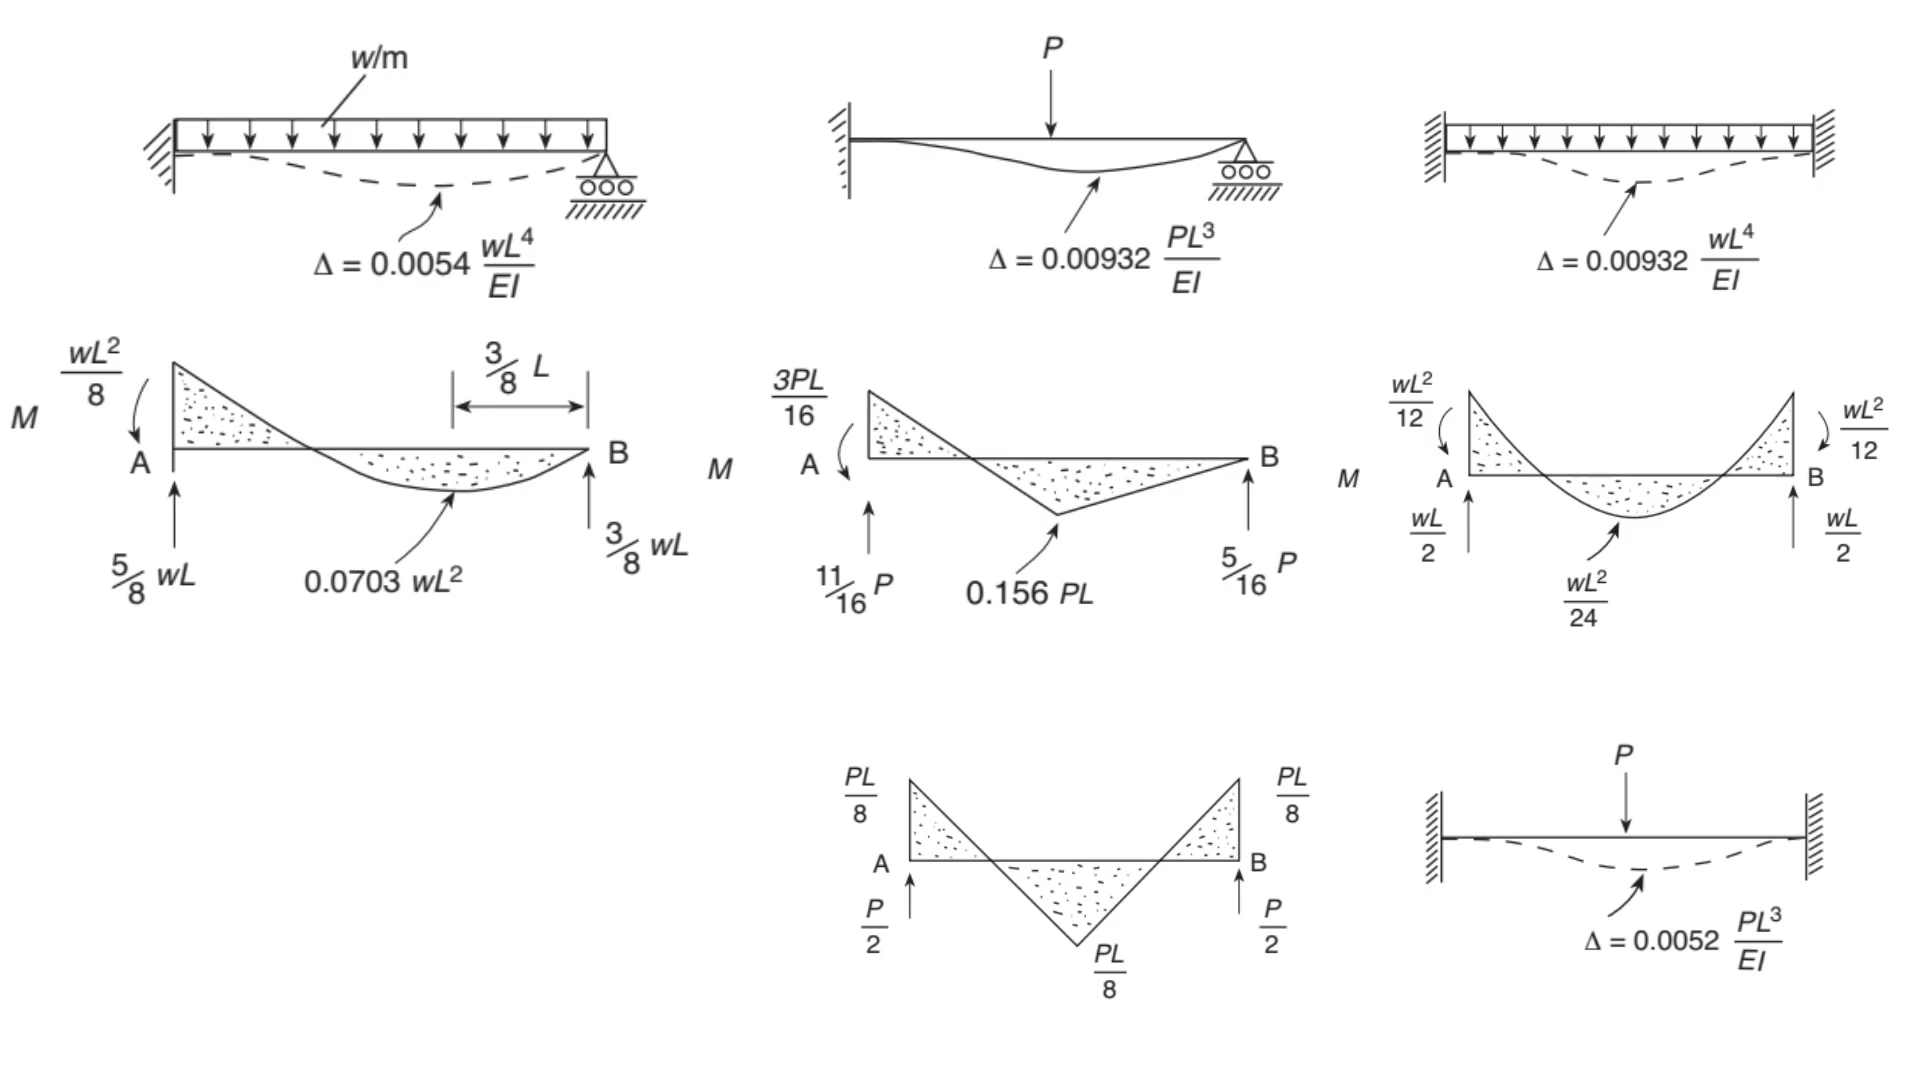 w/m
Δ = 0.0054 wL⁴/EI
P
Δ = 0.00932 PL³/EI
Δ = 0.00932 wL⁴/EI
M
wL²/8
A
3/8 L
B
5/8 wL
0.0703 wL²
3/8 wL
M
3PL/16
A
B
11/16 P
0.156 PL
5/16 P
M
wL²/12
wL²/12
A
B
wL/2
wL/2
wL²/24
PL/8
PL/8
A
B
P/2
P/2
PL/8
P
Δ = 0.0052 PL³/EI